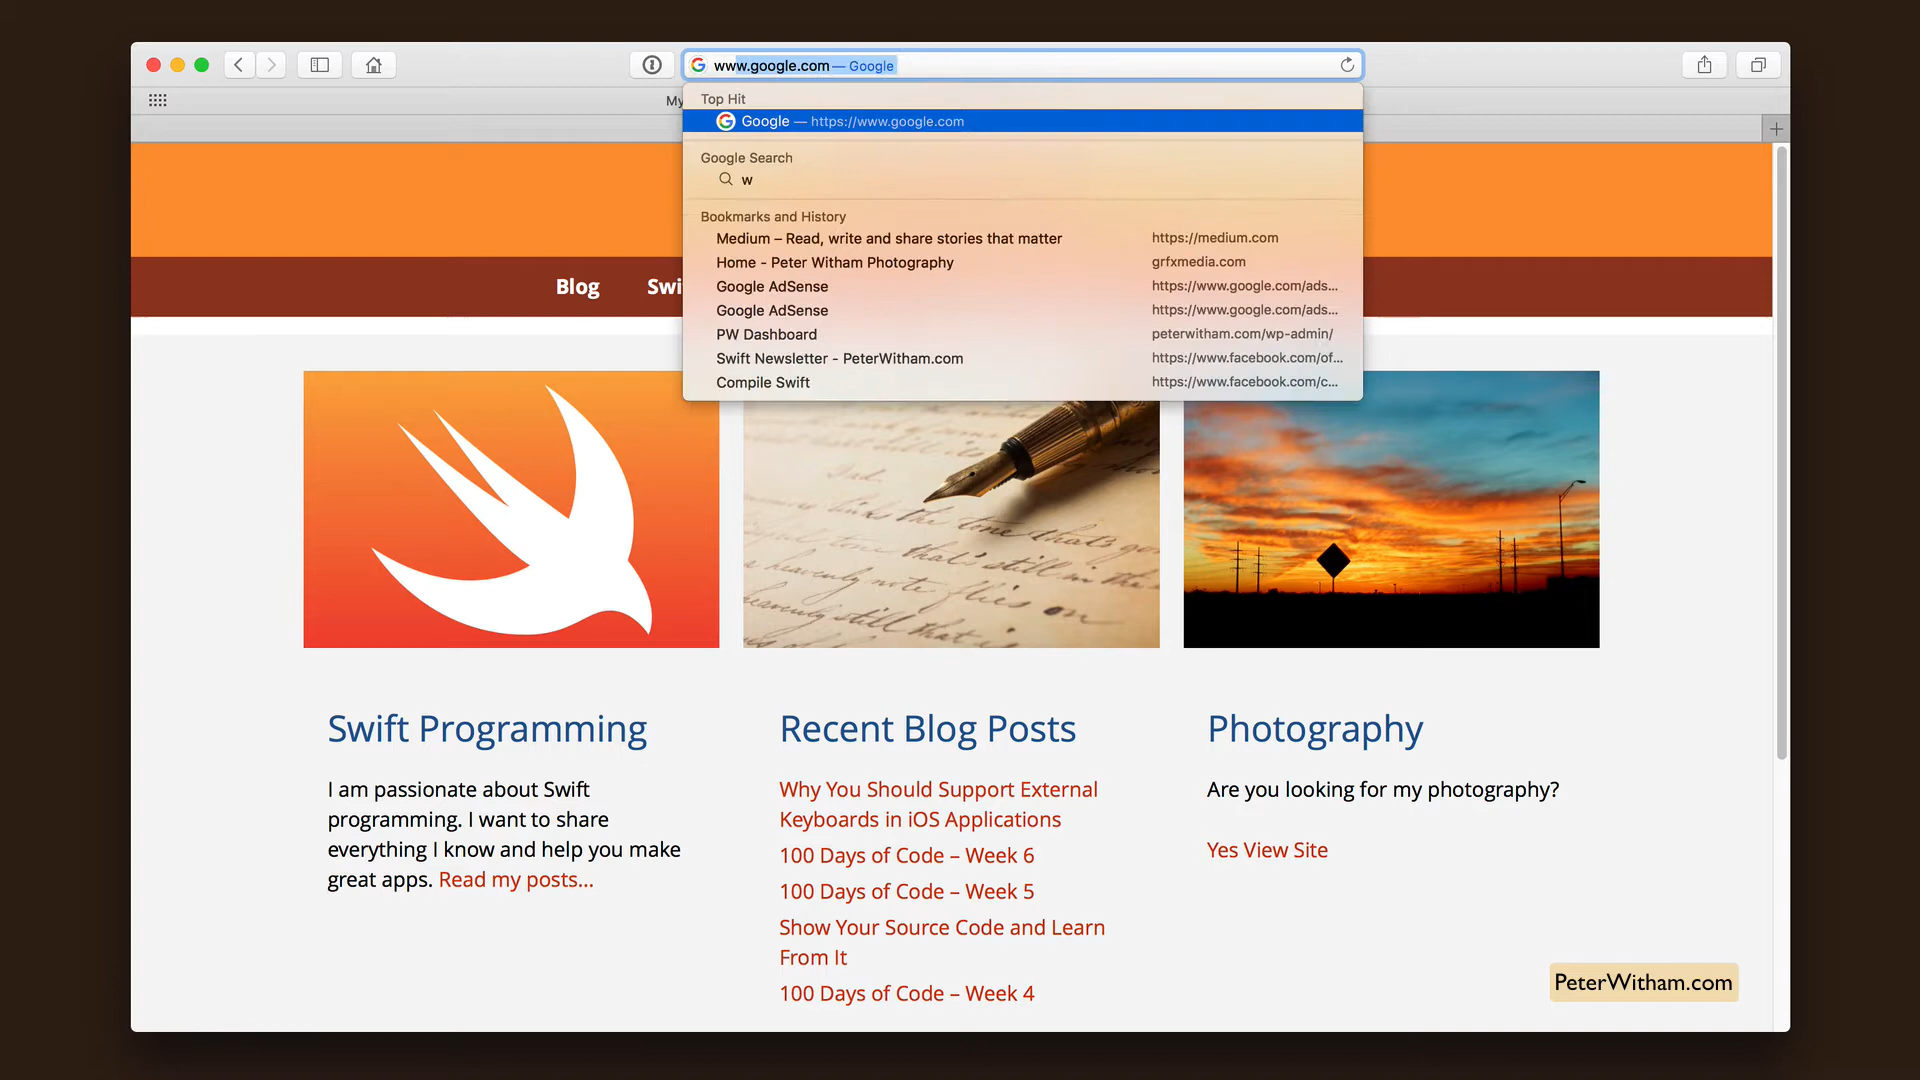 www.google.com — Google
My
Top Hit
Google — https://www.google.com
Google Search
w
Bookmarks and History
Medium – Read, write and share stories that matter https://medium.com
Home - Peter Witham Photography grfxmedia.com
Google AdSense https://www.google.com/ads...
Google AdSense https://www.google.com/ads...
PW Dashboard peterwitham.com/wp-admin/
Swift Newsletter - PeterWitham.com https://www.facebook.com/of...
Compile Swift https://www.facebook.com/c...
Blog Swi
Swift Programming
I am passionate about Swift
programming. I want to share
everything I know and help you make
great apps. Read my posts...
Recent Blog Posts
Why You Should Support External
Keyboards in iOS Applications
100 Days of Code – Week 6
100 Days of Code – Week 5
Show Your Source Code and Learn
From It
100 Days of Code – Week 4
Photography
Are you looking for my photography?
Yes View Site
PeterWitham.com